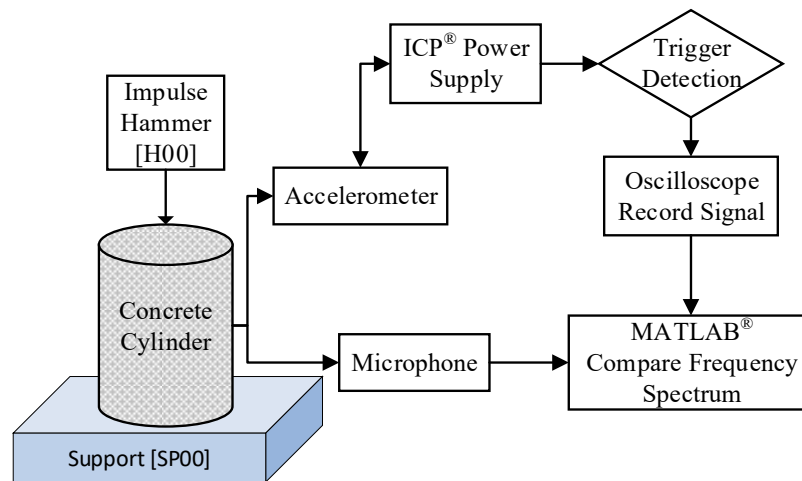 ICP® Power
Supply
Trigger
Detection
Impulse
Hammer
[H00]
Accelerometer
Oscilloscope
Record Signal
Concrete
Cylinder
Microphone
MATLAB®
Compare Frequency
Spectrum
Support [SP00]